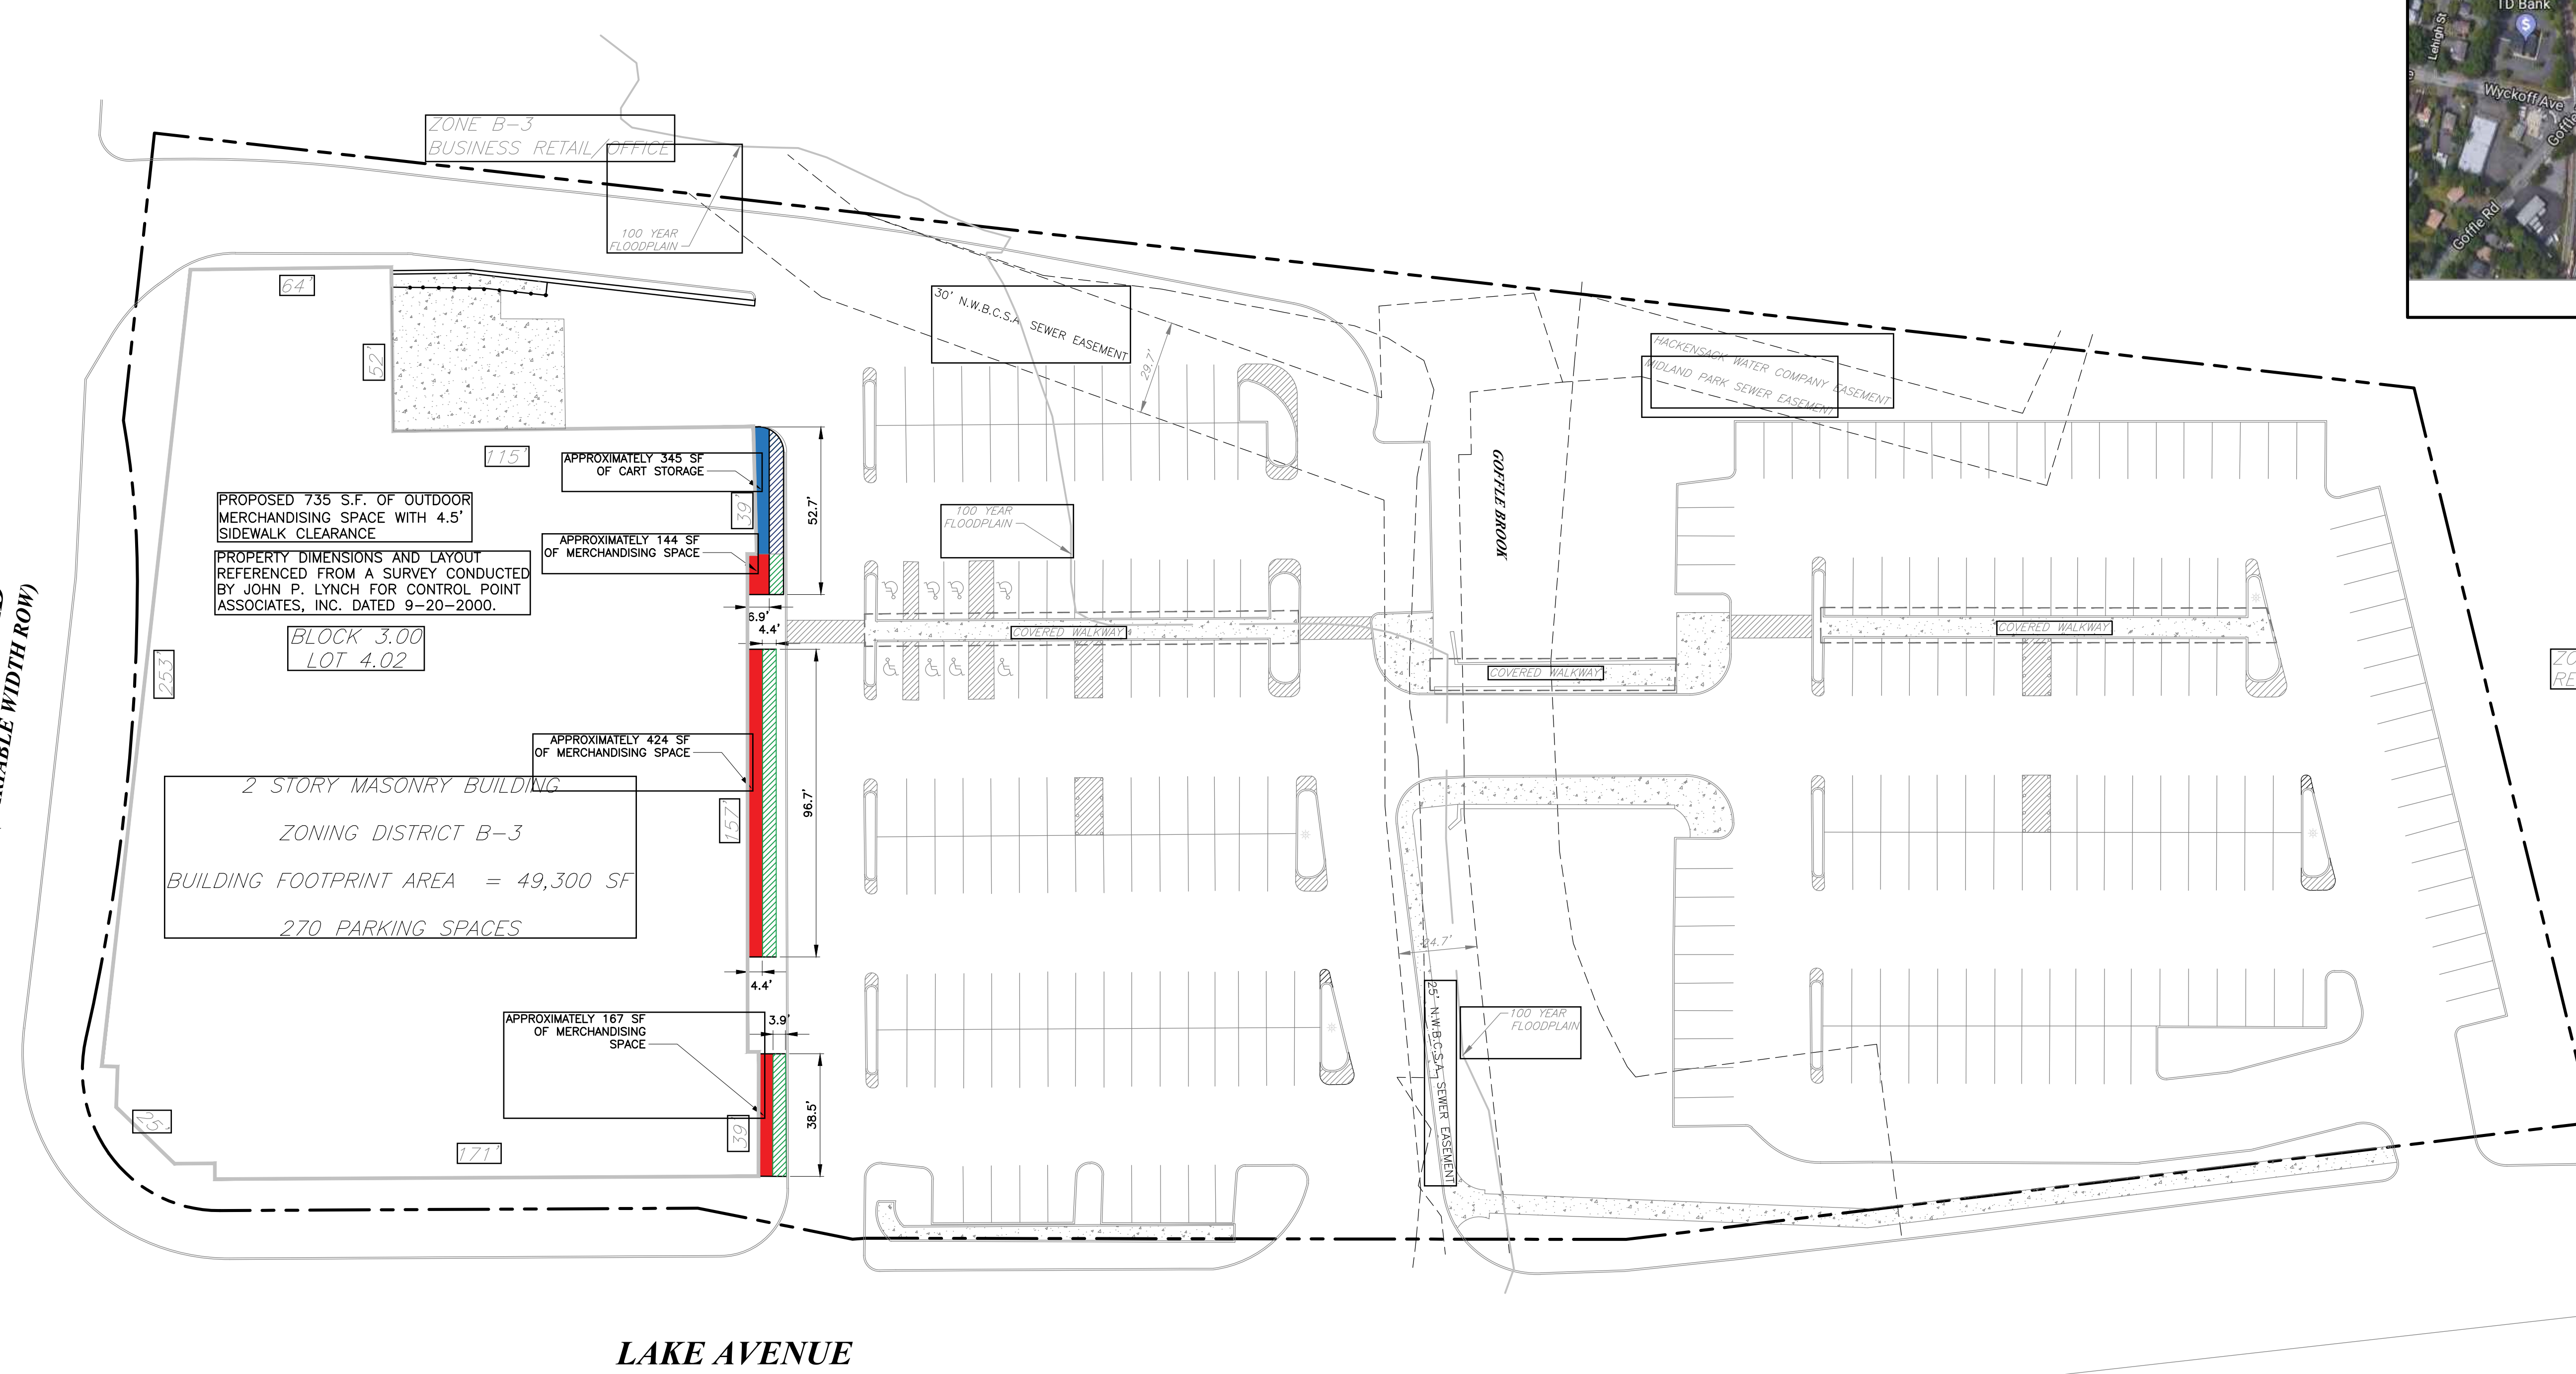 TD Bank
Lehigh St
Wyckoff Ave
Goffle Rd
ZONE B-3
BUSINESS RETAIL/OFFICE
100 YEAR
FLOODPLAIN
64'
52'
115'
30' N.W.B.C.S.A. SEWER EASEMENT
29.7'
HACKENSACK WATER COMPANY EASEMENT
MIDLAND PARK SEWER EASEMENT
GOFFLE BROOK
APPROXIMATELY 345 SF
OF CART STORAGE
39'
52.7'
PROPOSED 735 S.F. OF OUTDOOR
MERCHANDISING SPACE WITH 4.5'
SIDEWALK CLEARANCE
100 YEAR
FLOODPLAIN
APPROXIMATELY 144 SF
OF MERCHANDISING SPACE
PROPERTY DIMENSIONS AND LAYOUT
REFERENCED FROM A SURVEY CONDUCTED
BY JOHN P. LYNCH FOR CONTROL POINT
ASSOCIATES, INC. DATED 9-20-2000.
6.9'
4.4'
BLOCK 3.00
LOT 4.02
COVERED WALKWAY
COVERED WALKWAY
COVERED WALKWAY
253'
WIDTH ROW)
ZO
RE
APPROXIMATELY 424 SF
OF MERCHANDISING SPACE
2 STORY MASONRY BUILDING
ZONING DISTRICT B-3
BUILDING FOOTPRINT AREA = 49,300 SF
270 PARKING SPACES
157'
96.7'
4.4'
24.7'
APPROXIMATELY 167 SF
OF MERCHANDISING
SPACE
3.9'
25' N.W.B.C.S.A. SEWER EASEMENT
100 YEAR
FLOODPLAIN
38.5'
39'
25'
171'
LAKE AVENUE